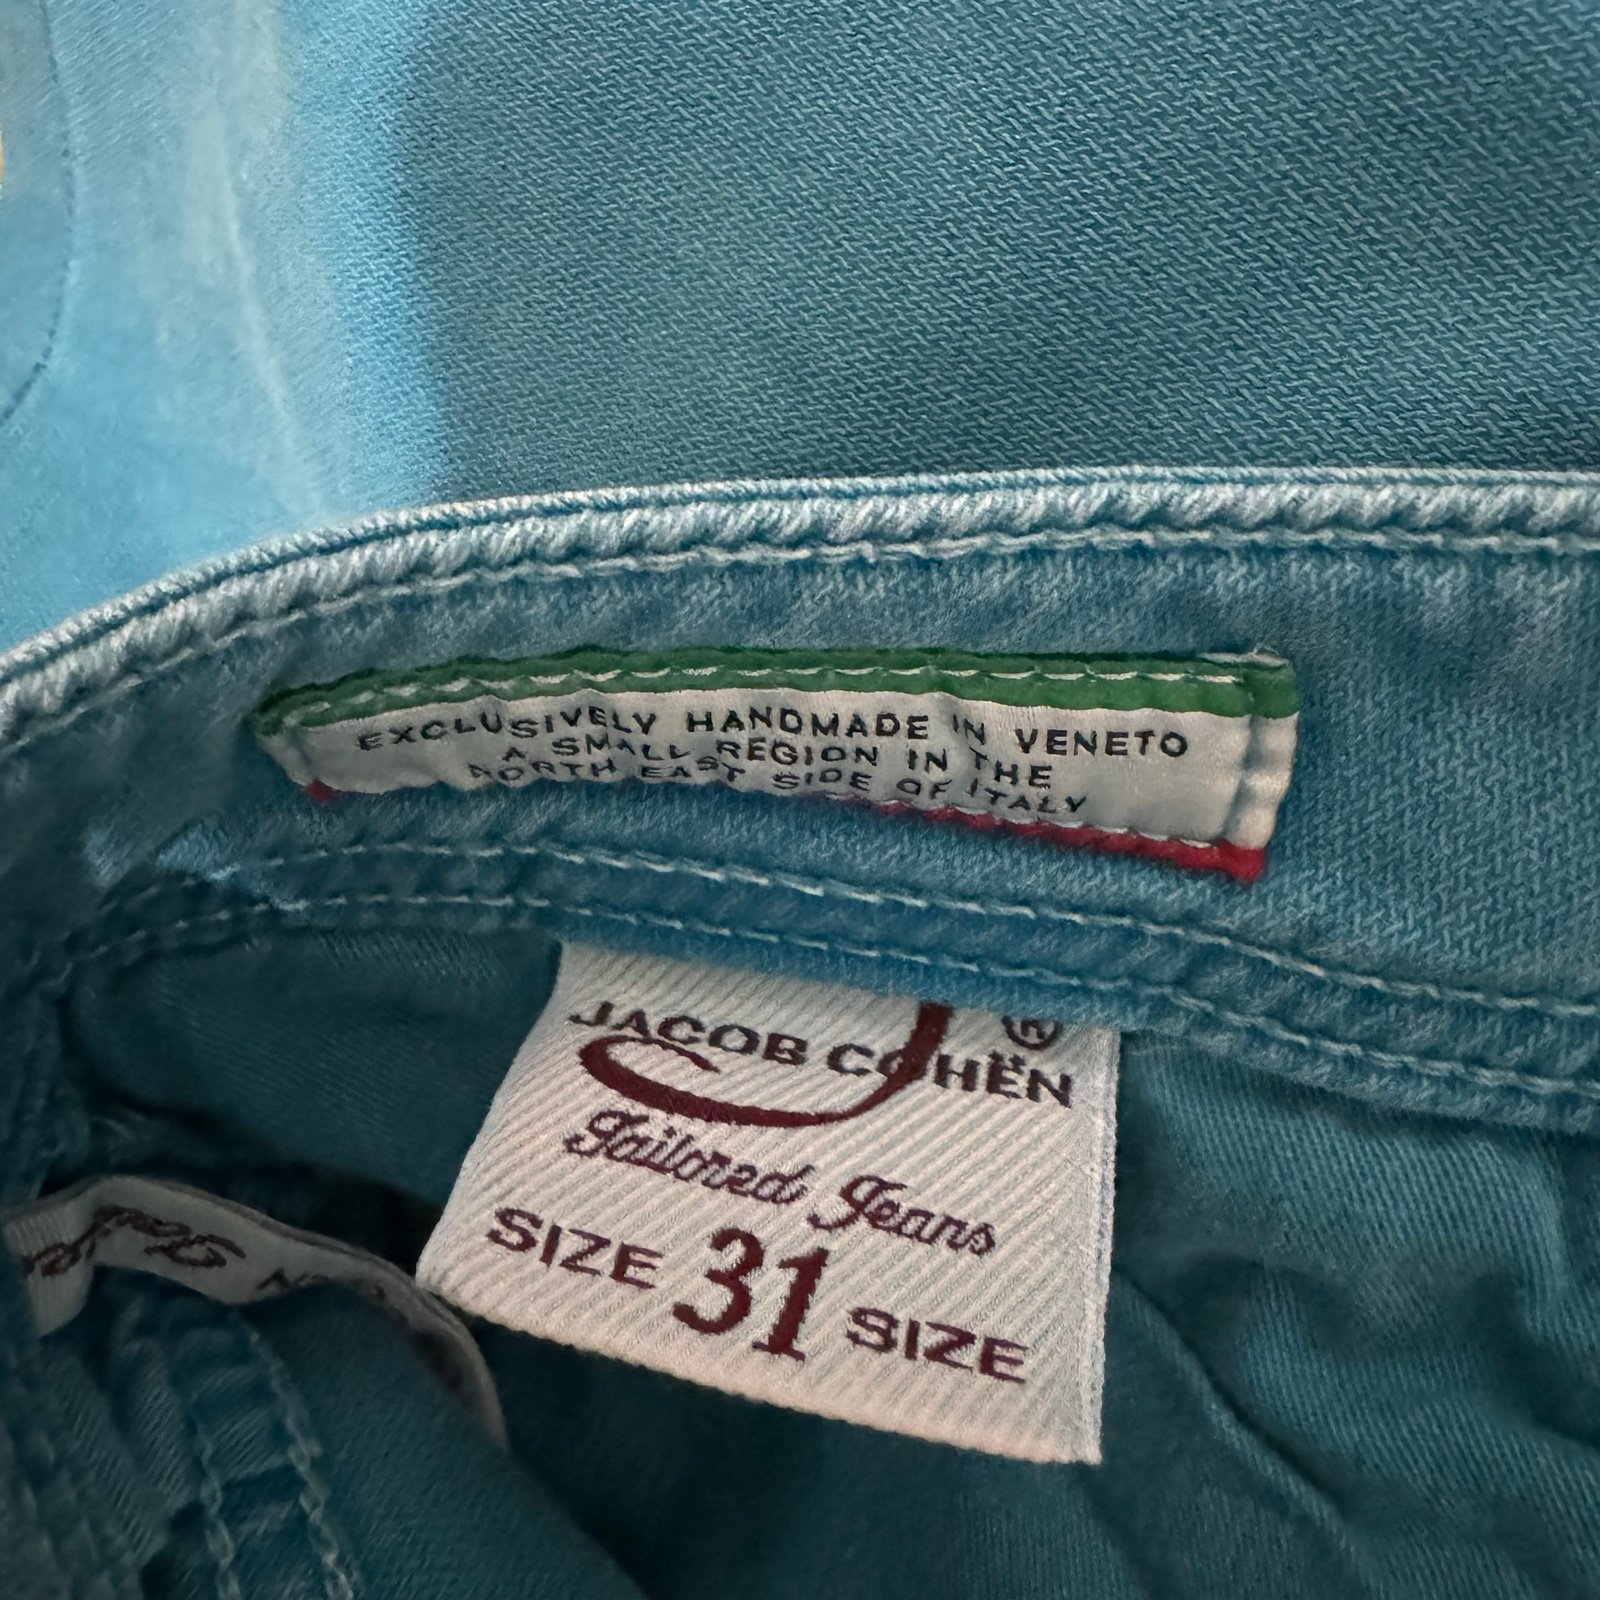 EXCLUSIVELY HANDMADE IN VENETO
A SMALL REGION IN THE
NORTH EAST SIDE OF ITALY
JACOB COHËN ®
Tailored Jeans
SIZE 31 SIZE